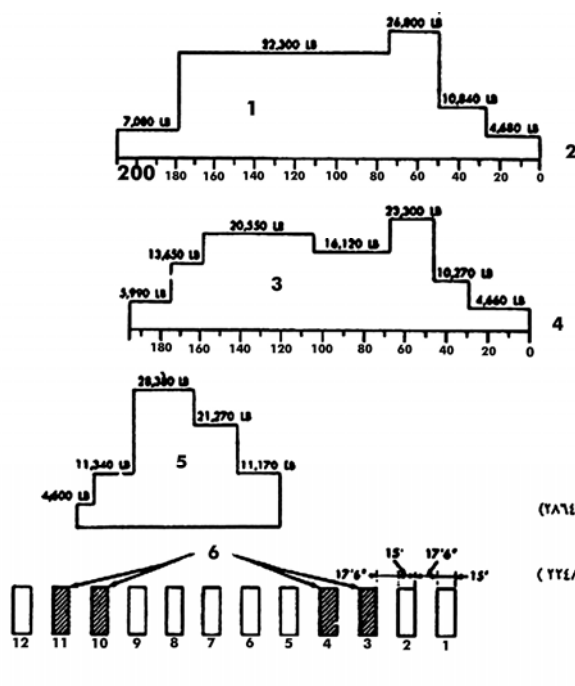 26,800 LB
22,300 LB
10,840 LB
7,080 LB
1
4,680 LB
2
200 180 160 140 120 100 80 60 40 20 0
23,300 LB
20,550 LB
16,120 LB
13,650 LB
10,270 LB
3
5,990 LB
4,660 LB
4
180 160 140 120 100 80 60 40 20 0
28,380 LB
21,270 LB
11,340 LB 5 11,170 LB
4,600 LB
6
15' 17'6"
17'6" 15'
12 11 10 9 8 7 6 5 4 3 2 1